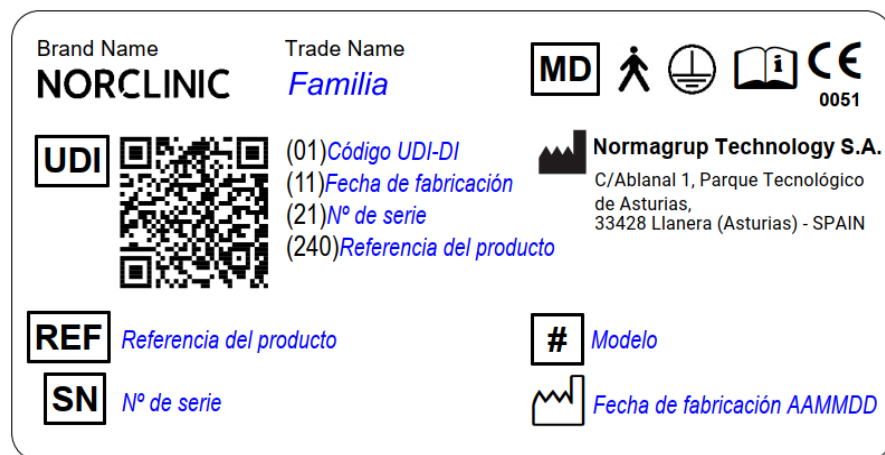 Brand Name
NORCLINIC
Trade Name
Familia
MD
CE
0051
UDI
(01)Código UDI-DI
(11)Fecha de fabricación
(21)Nº de serie
(240)Referencia del producto
Normagrup Technology S.A.
C/Ablanal 1, Parque Tecnológico
de Asturias,
33428 Llanera (Asturias) - SPAIN
REF Referencia del producto
# Modelo
SN Nº de serie
Fecha de fabricación AAMMDD